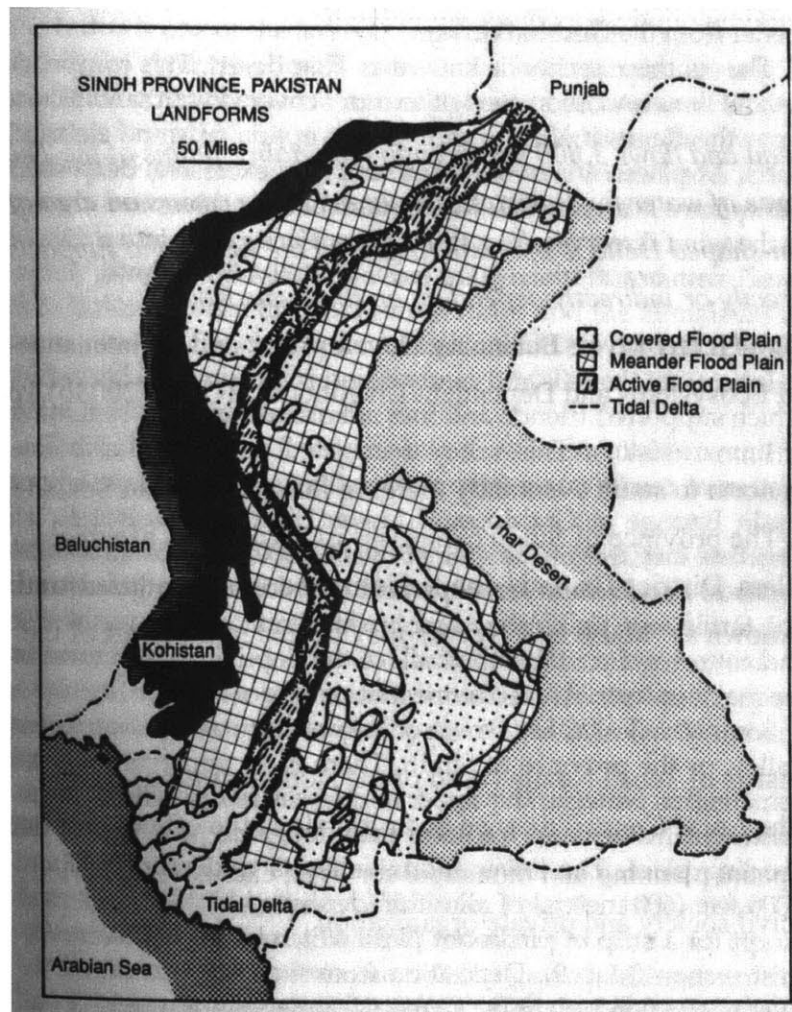 SINDH PROVINCE, PAKISTAN
LANDFORMS
50 Miles
Punjab
Covered Flood Plain
Meander Flood Plain
Active Flood Plain
Tidal Delta
Thar Desert
Baluchistan
Kohistan
Tidal Delta
Arabian Sea